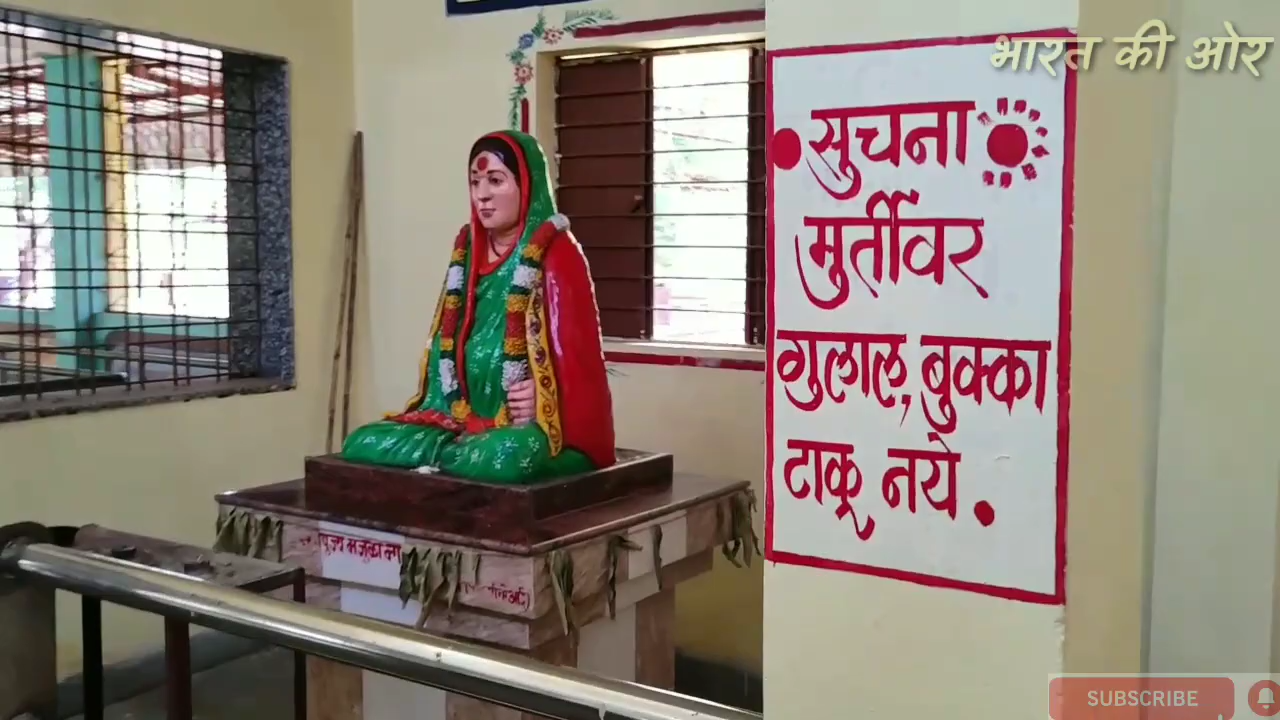 भारत की ओर
सुचना
मुर्तीवर
गुलाल, बुक्का
टाकू नये.
SUBSCRIBE